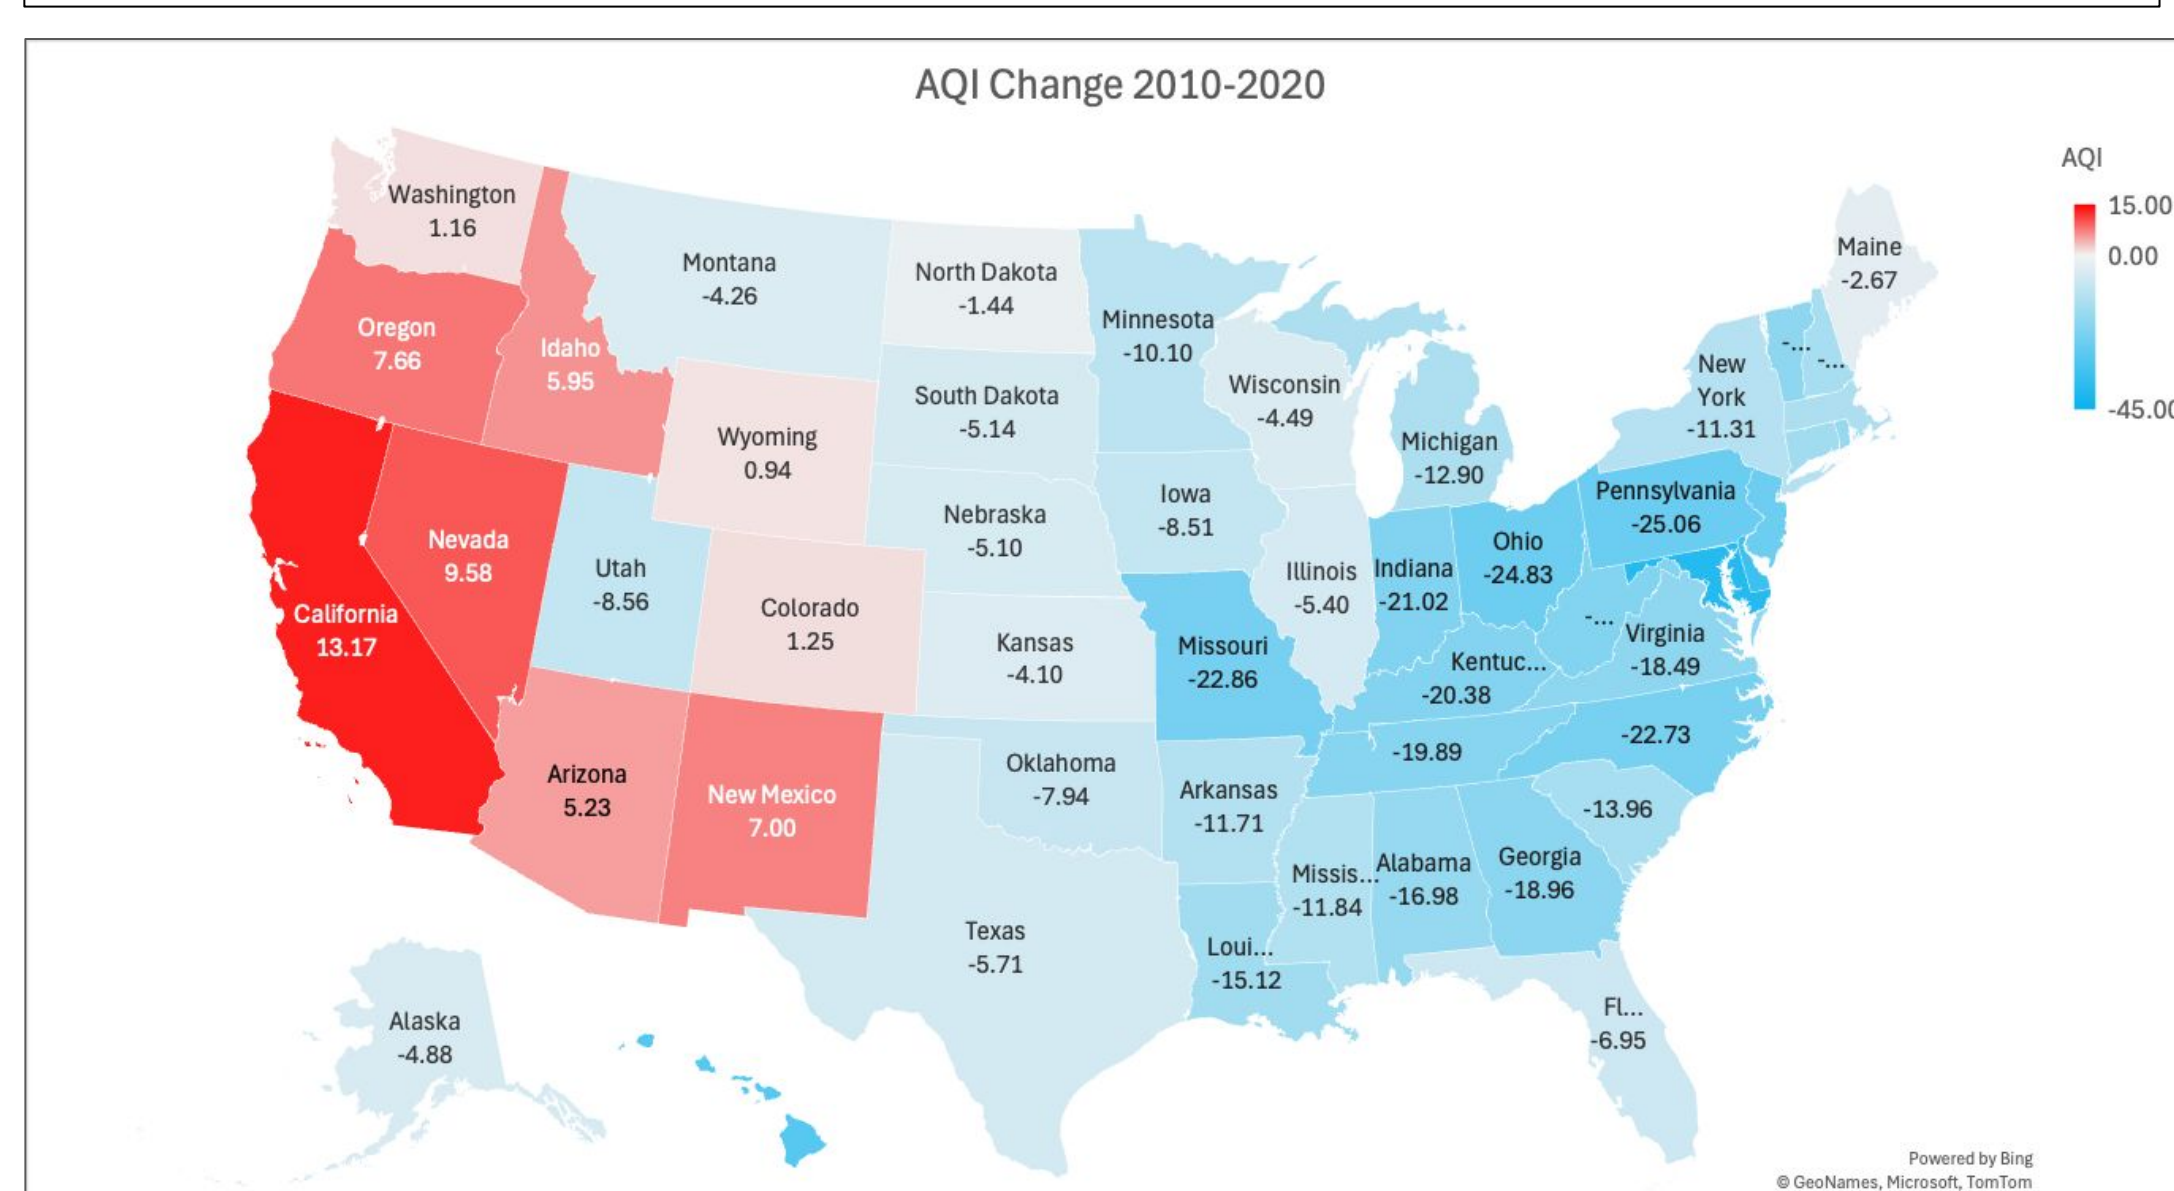 AQI Change 2010-2020
AQI
15.00
0.00
-45.00
Washington
1.16
Oregon
7.66
Idaho
5.95
Montana
-4.26
North Dakota
-1.44
Minnesota
-10.10
Maine
-2.67
-...
-...
New
York
-11.31
Wisconsin
-4.49
South Dakota
-5.14
Wyoming
0.94
Michigan
-12.90
Pennsylvania
-25.06
Iowa
-8.51
Nebraska
-5.10
Nevada
9.58
Utah
-8.56
California
13.17
Colorado
1.25
Kansas
-4.10
Illinois
-5.40
Indiana
-21.02
Ohio
-24.83
-...
Virginia
-18.49
Missouri
-22.86
Kentuc...
-20.38
-22.73
-19.89
Arizona
5.23
New Mexico
7.00
Oklahoma
-7.94
Arkansas
-11.71
-13.96
Missis...
-11.84
Alabama
-16.98
Georgia
-18.96
Texas
-5.71
Loui...
-15.12
Fl...
-6.95
Alaska
-4.88
Powered by Bing
© GeoNames, Microsoft, TomTom